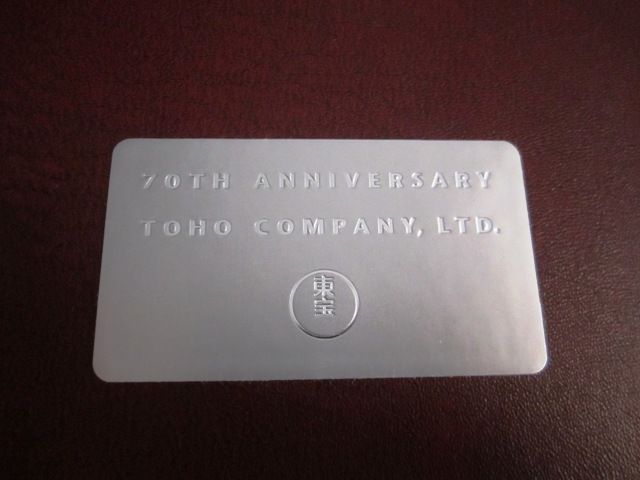 70TH ANNIVERSARY
TOHO COMPANY, LTD.
東宝